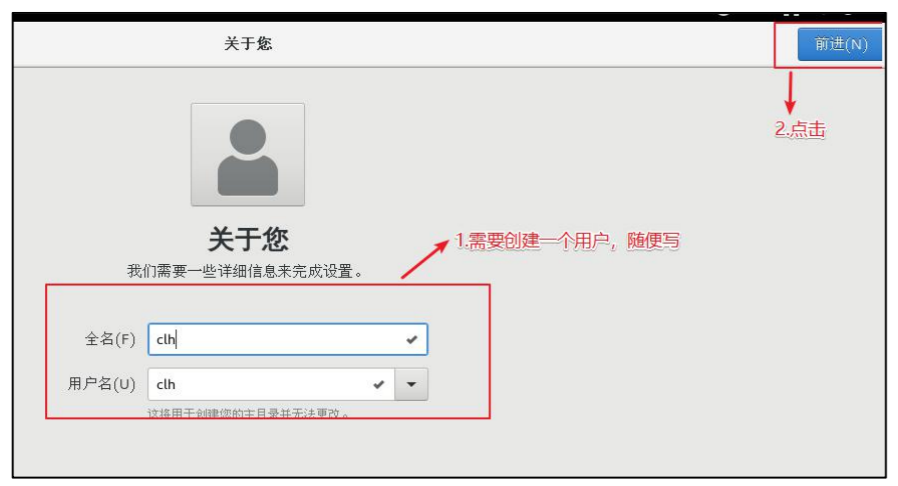 关于您
前进(N)
2.点击
关于您
1.需要创建一个用户，随便写
我们需要一些详细信息来完成设置。
全名(F) clh
用户名(U) clh
这将用于创建您的主目录并无法更改。